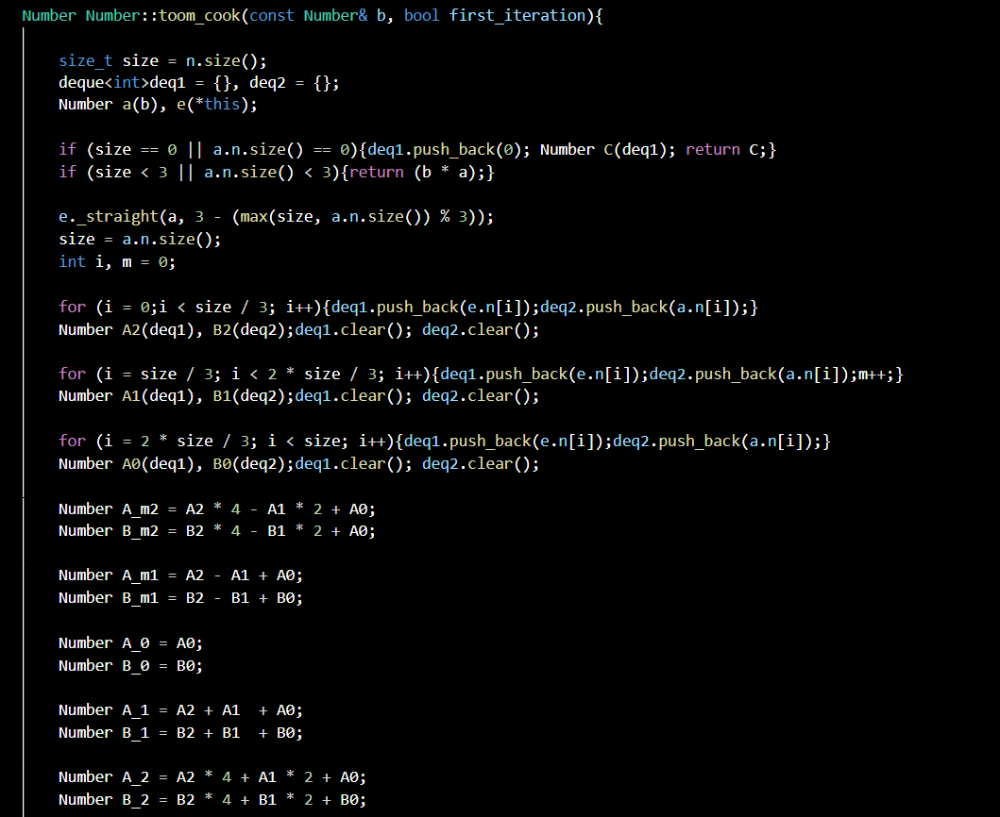 Number Number::toom_cook(const Number& b, bool first_iteration){
size_t size = n.size();
deque<int>deq1 = {}, deq2 = {};
Number a(b), e(*this);
if (size == 0 || a.n.size() == 0){deq1.push_back(0); Number C(deq1); return C;}
if (size < 3 || a.n.size() < 3){return (b * a);}
e._straight(a, 3 - (max(size, a.n.size()) % 3));
size = a.n.size();
int i, m = 0;
for (i = 0;i < size / 3; i++){deq1.push_back(e.n[i]);deq2.push_back(a.n[i]);}
Number A2(deq1), B2(deq2);deq1.clear(); deq2.clear();
for (i = size / 3; i < 2 * size / 3; i++){deq1.push_back(e.n[i]);deq2.push_back(a.n[i]);m++;}
Number A1(deq1), B1(deq2);deq1.clear(); deq2.clear();
for (i = 2 * size / 3; i < size; i++){deq1.push_back(e.n[i]);deq2.push_back(a.n[i]);}
Number A0(deq1), B0(deq2);deq1.clear(); deq2.clear();
Number A_m2 = A2 * 4 - A1 * 2 + A0;
Number B_m2 = B2 * 4 - B1 * 2 + A0;
Number A_m1 = A2 - A1 + A0;
Number B_m1 = B2 - B1 + B0;
Number A_0 = A0;
Number B_0 = B0;
Number A_1 = A2 + A1  + A0;
Number B_1 = B2 + B1  + B0;
Number A_2 = A2 * 4 + A1 * 2 + A0;
Number B_2 = B2 * 4 + B1 * 2 + B0;